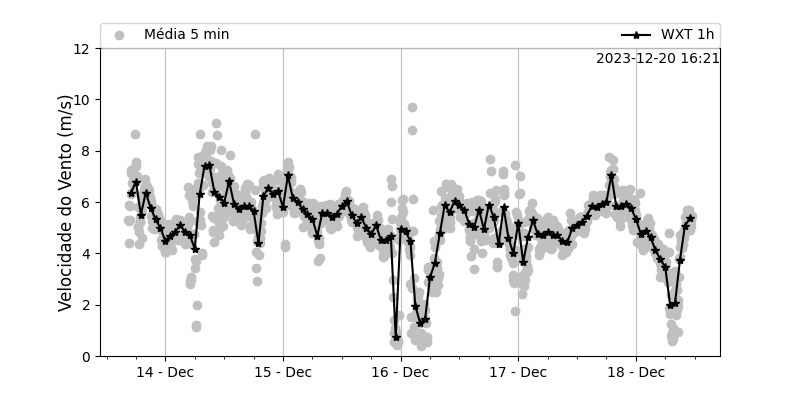 Média 5 min
WXT 1h
2023-12-20 16:21
Velocidade do Vento (m/s)
12
10
8
6
4
2
0
14 - Dec
15 - Dec
16 - Dec
17 - Dec
18 - Dec